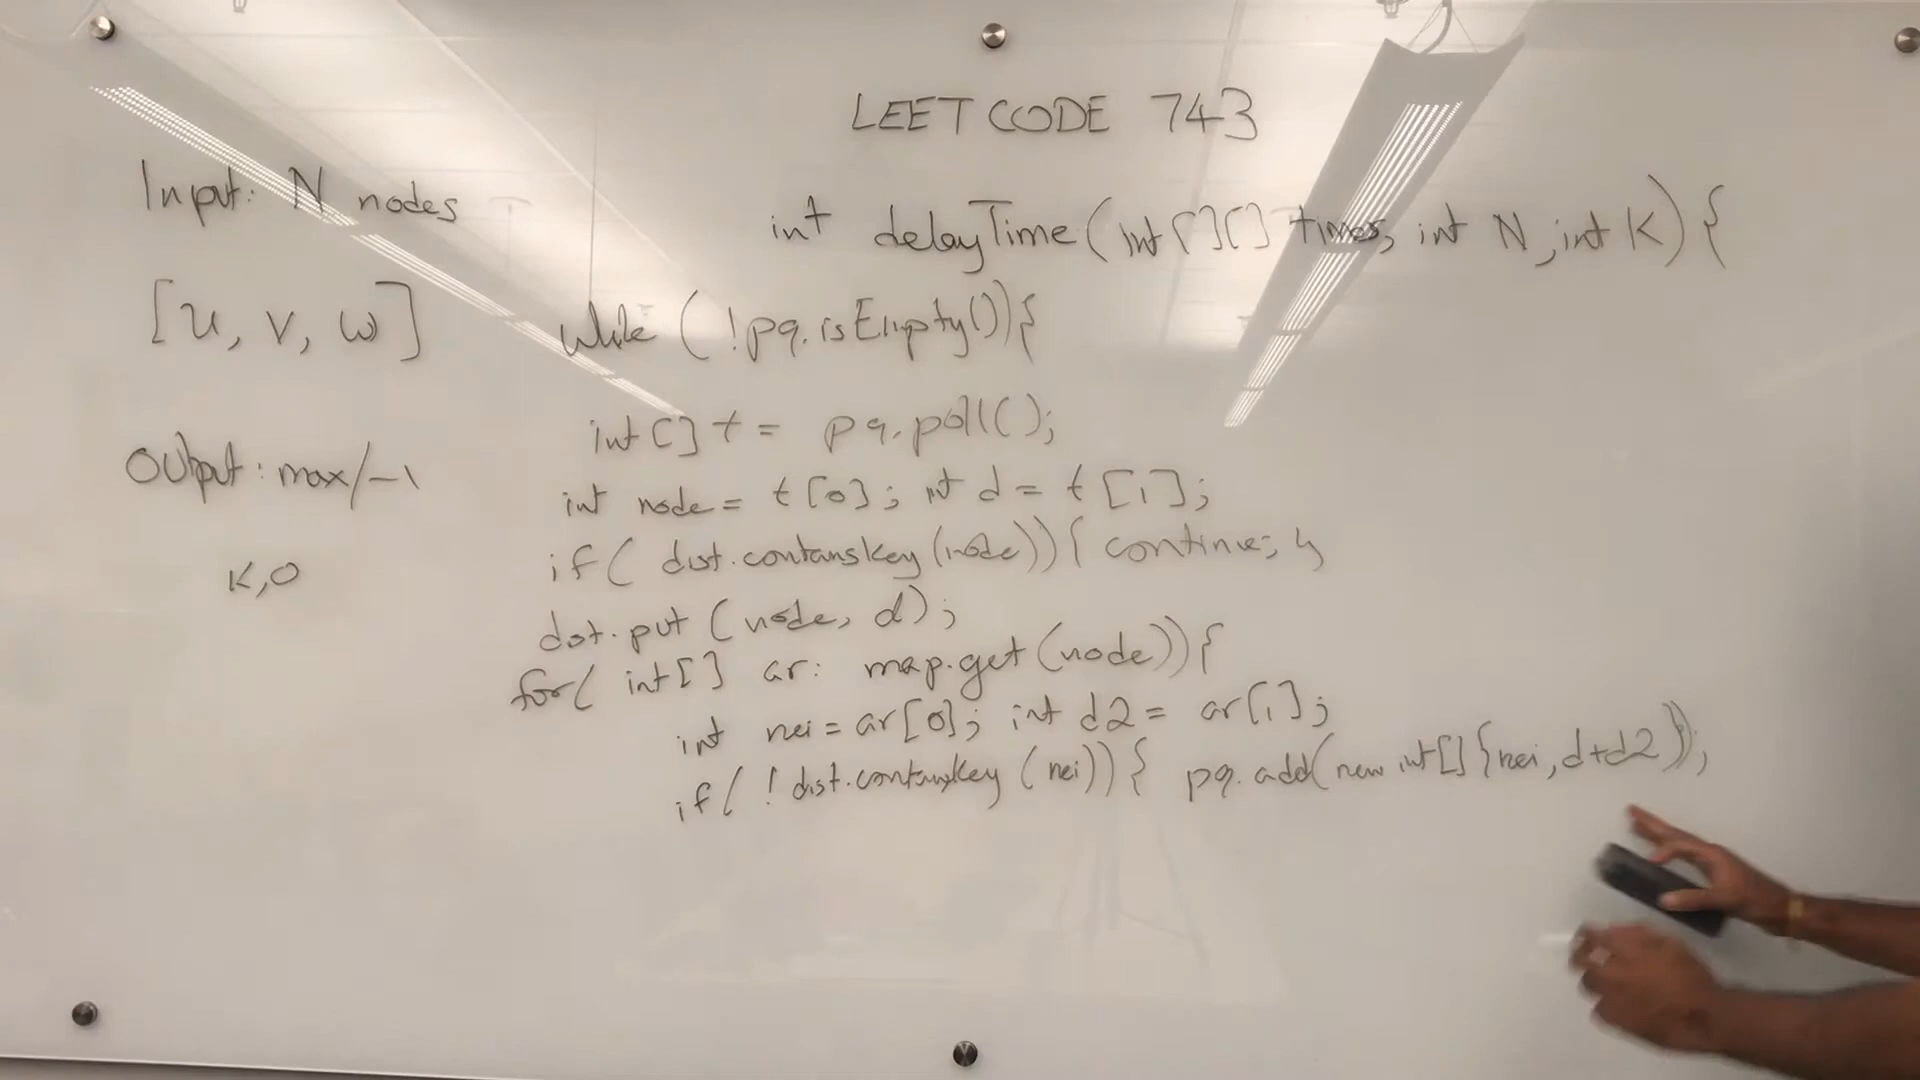 LEETCODE 743
Input: N nodes
[u, v, w]
Output: max/-1
K,0
int delayTime(int[][] times, int N, int K) {
while (!pq.isEmpty()){
int[] t = pq.poll();
int node = t[0]; int d = t[1];
if( dist.containsKey(node)){ continue; }
dist.put (node, d);
for( int[] ar: map.get(node)){
int nei = ar[0]; int d2 = ar[1];
if( !dist.containsKey(nei)){ pq.add(new int[]{nei, d+d2});